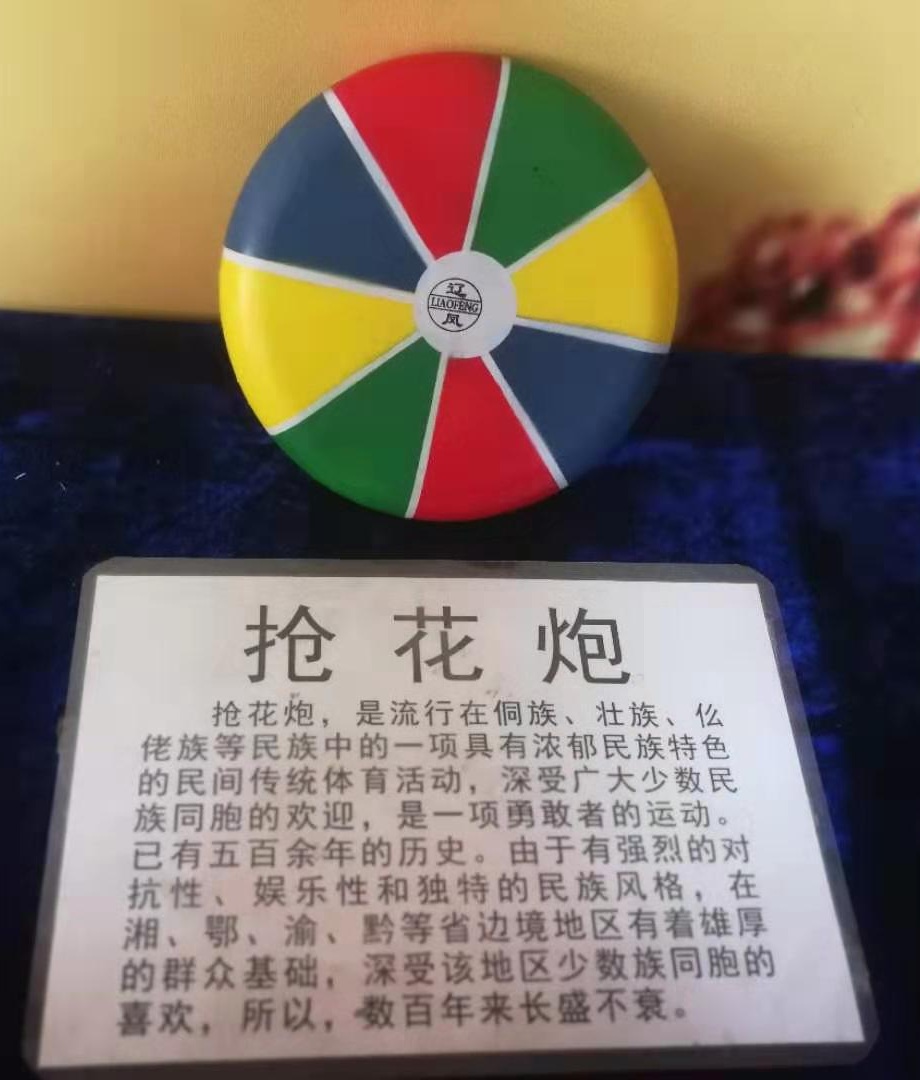 辽
LIAOFENG
凤
抢花炮
抢花炮，是流行在侗族、壮族、仫
佬族等民族中的一项具有浓郁民族特色
的民间传统体育活动，深受广大少数民
族同胞的欢迎，是一项勇敢者的运动。
已有五百余年的历史。由于有强烈的对
抗性、娱乐性和独特的民族风格，在
湘、鄂、渝、黔等省边境地区有着雄厚
的群众基础，深受该地区少数族同胞的
喜欢，所以，数百年来长盛不衰。